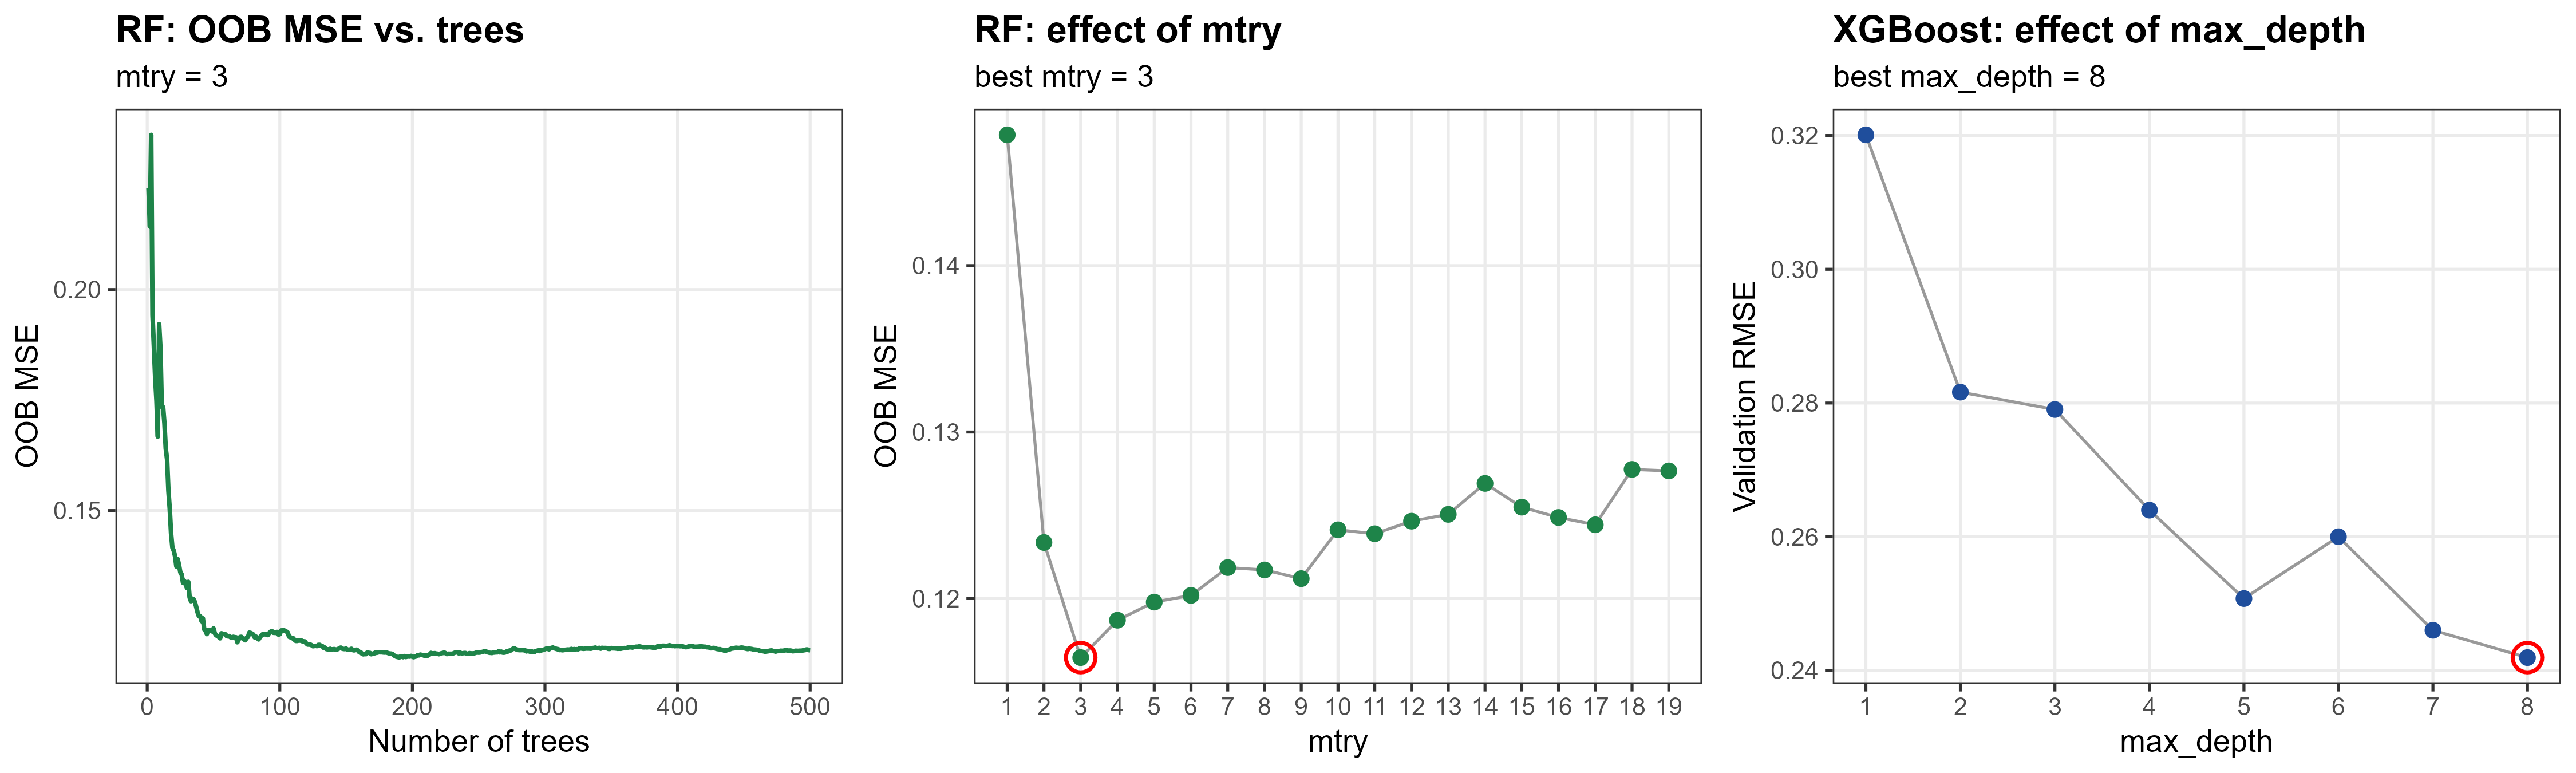 RF: OOB MSE vs. trees
mtry = 3
OOB MSE
0.20
0.15
0 100 200 300 400 500
Number of trees
RF: effect of mtry
best mtry = 3
OOB MSE
0.14
0.13
0.12
1 2 3 4 5 6 7 8 9 10 11 12 13 14 15 16 17 18 19
mtry
XGBoost: effect of max_depth
best max_depth = 8
Validation RMSE
0.32
0.30
0.28
0.26
0.24
1 2 3 4 5 6 7 8
max_depth